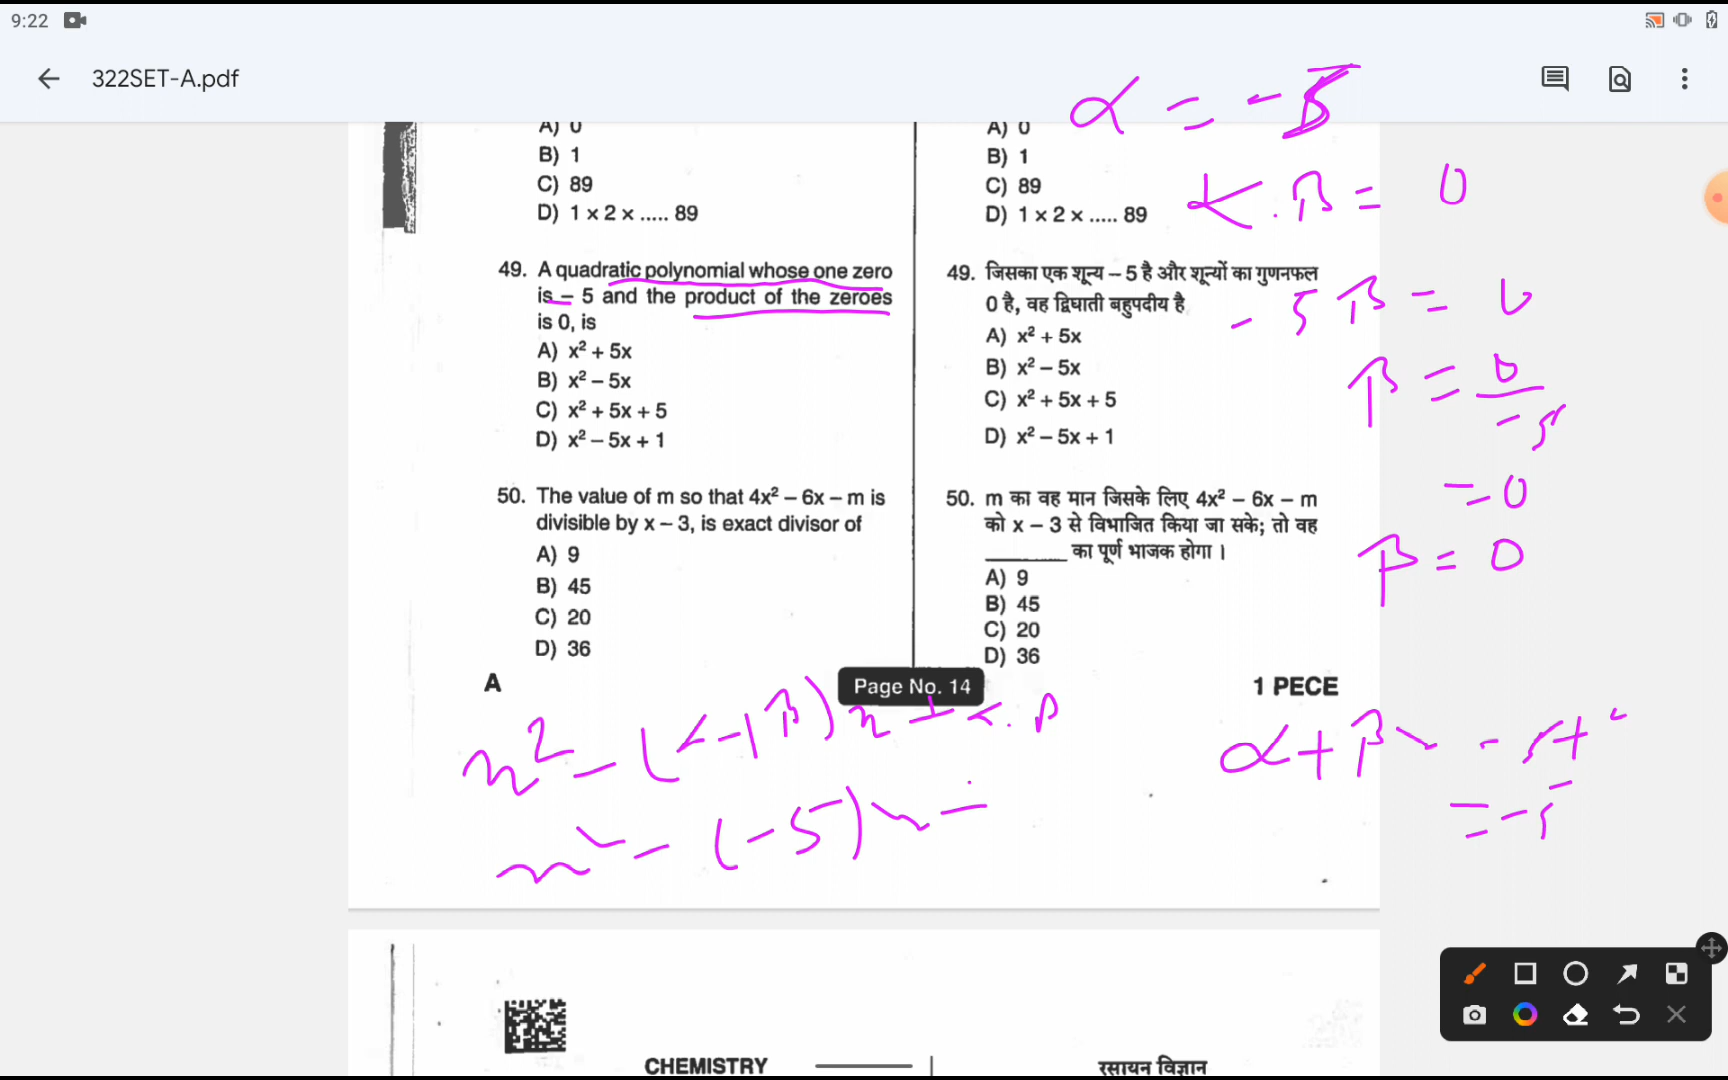 9:22
322SET-A.pdf
A) 0
B) 1
C) 89
D) 1 × 2 × ..... 89
49. A quadratic polynomial whose one zero
is – 5 and the product of the zeroes
is 0, is
A) x² + 5x
B) x² – 5x
C) x² + 5x + 5
D) x² – 5x + 1
50. The value of m so that 4x² – 6x – m is
divisible by x – 3, is exact divisor of
A) 9
B) 45
C) 20
D) 36
A
A) 0
B) 1
C) 89
D) 1 × 2 × ..... 89
49. जिसका एक शून्य – 5 है और शून्यों का गुणनफल
0 है, वह द्विघाती बहुपदीय है
A) x² + 5x
B) x² – 5x
C) x² + 5x + 5
D) x² – 5x + 1
50. m का वह मान जिसके लिए 4x² – 6x – m
को x – 3 से विभाजित किया जा सके; तो वह
________ का पूर्ण भाजक होगा ।
A) 9
B) 45
C) 20
D) 36
Page No. 14
1 PECE
α = -5
α . β = 0
- 5 β = 0
β = 0/-5
= 0
β = 0
α + β = - 5 +
= - 5
x² - (α + β) x + α . β
x² - (-5) x
CHEMISTRY
रसायन विज्ञान